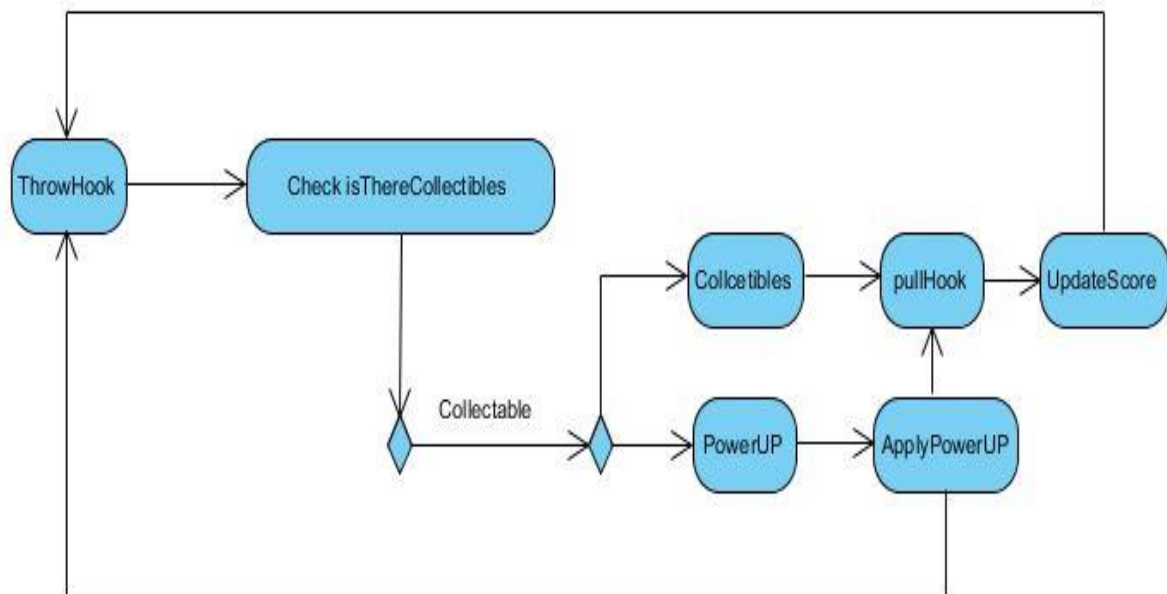 ThrowHook
Check isThereCollectibles
Collcetibles
pullHook
UpdateScore
Collectable
PowerUP
ApplyPowerUP